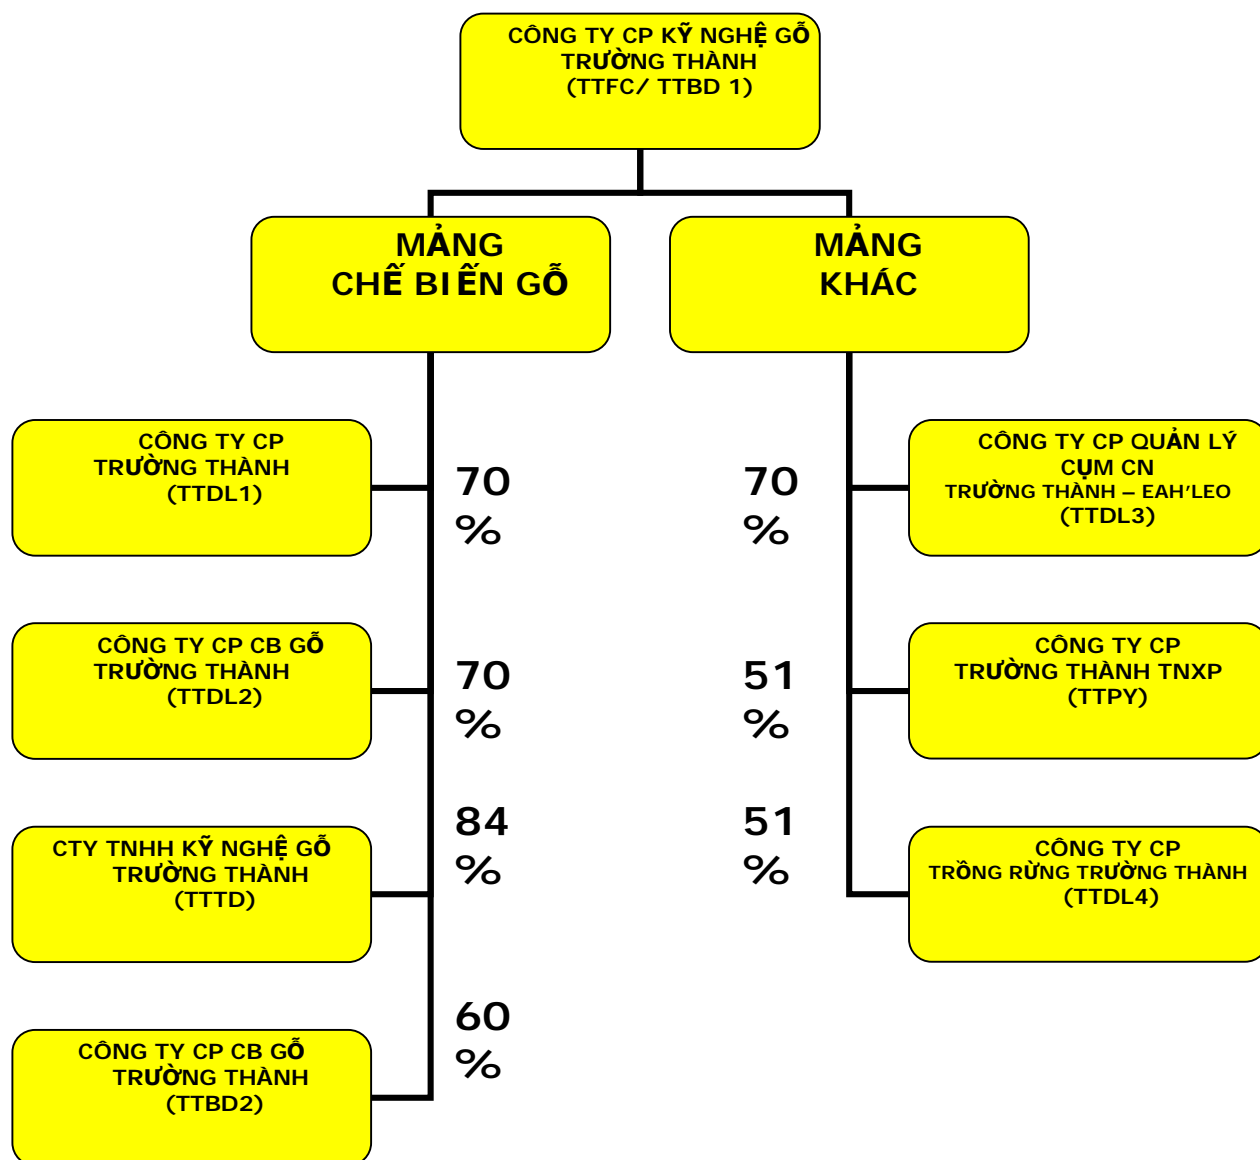 CÔNG TY CP KỸ NGHỆ GỖ
TRƯỜNG THÀNH
(TTFC/ TTBD 1)
MẢNG
CHẾ BIẾN GỖ
MẢNG
KHÁC
CÔNG TY CP
TRƯỜNG THÀNH
(TTDL1)
70
%
70
%
CÔNG TY CP QUẢN LÝ
CỤM CN
TRƯỜNG THÀNH – EAH'LEO
(TTDL3)
CÔNG TY CP CB GỖ
TRƯỜNG THÀNH
(TTDL2)
70
%
51
%
CÔNG TY CP
TRƯỜNG THÀNH TNXP
(TTPY)
CTY TNHH KỸ NGHỆ GỖ
TRƯỜNG THÀNH
(TTTD)
84
%
51
%
CÔNG TY CP
TRỒNG RỪNG TRƯỜNG THÀNH
(TTDL4)
CÔNG TY CP CB GỖ
TRƯỜNG THÀNH
(TTBD2)
60
%